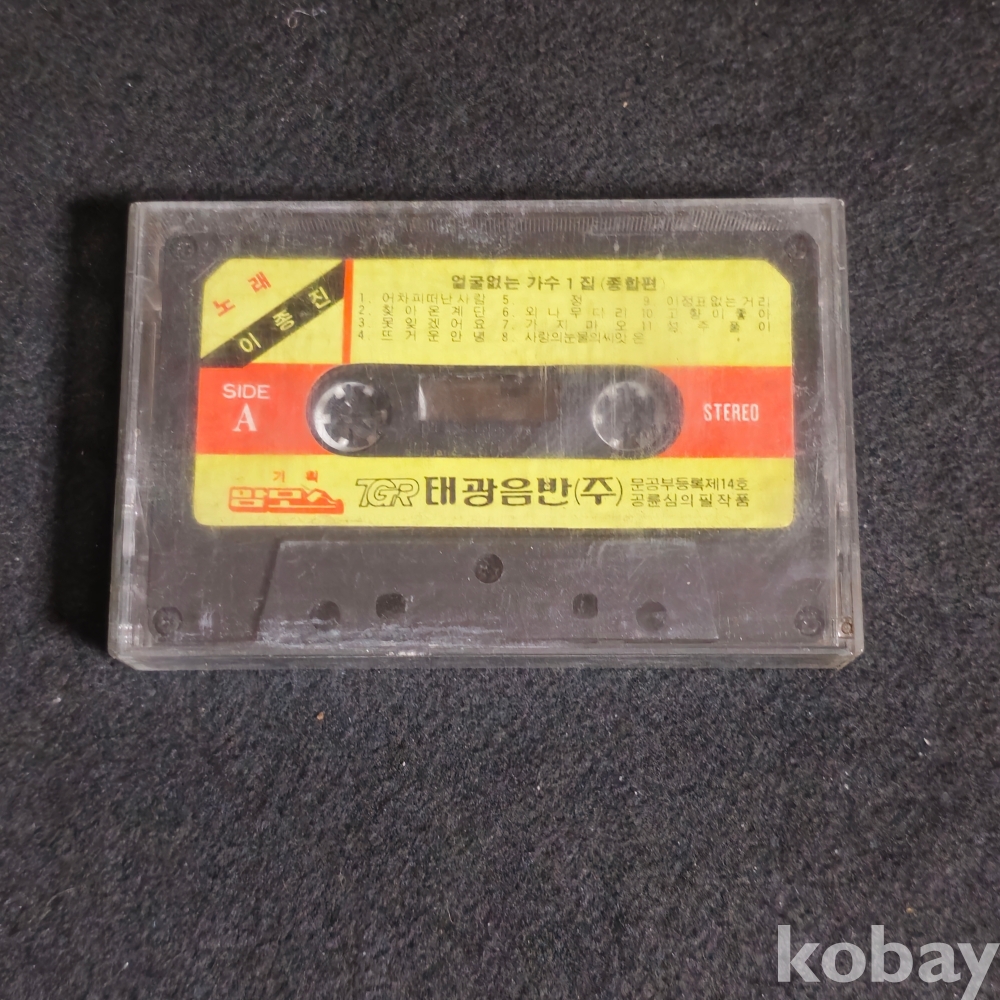 노래
이종진
얼굴없는 가수 1집 (종합편)
1. 어차피떠난사람 5. 정 9. 이정표없는거리
2. 찾아온계단 6. 외나무다리 10 고향이좋아
3. 못잊겠어요 7. 가지마오 11 성주풀이
4. 뜨거운안녕 8. 사랑의눈물의씨앗은
SIDE
A
STEREO
기획
맘모스
TGR 태광음반(주)
문공부등록제14호
공륜심의필작품
kobay